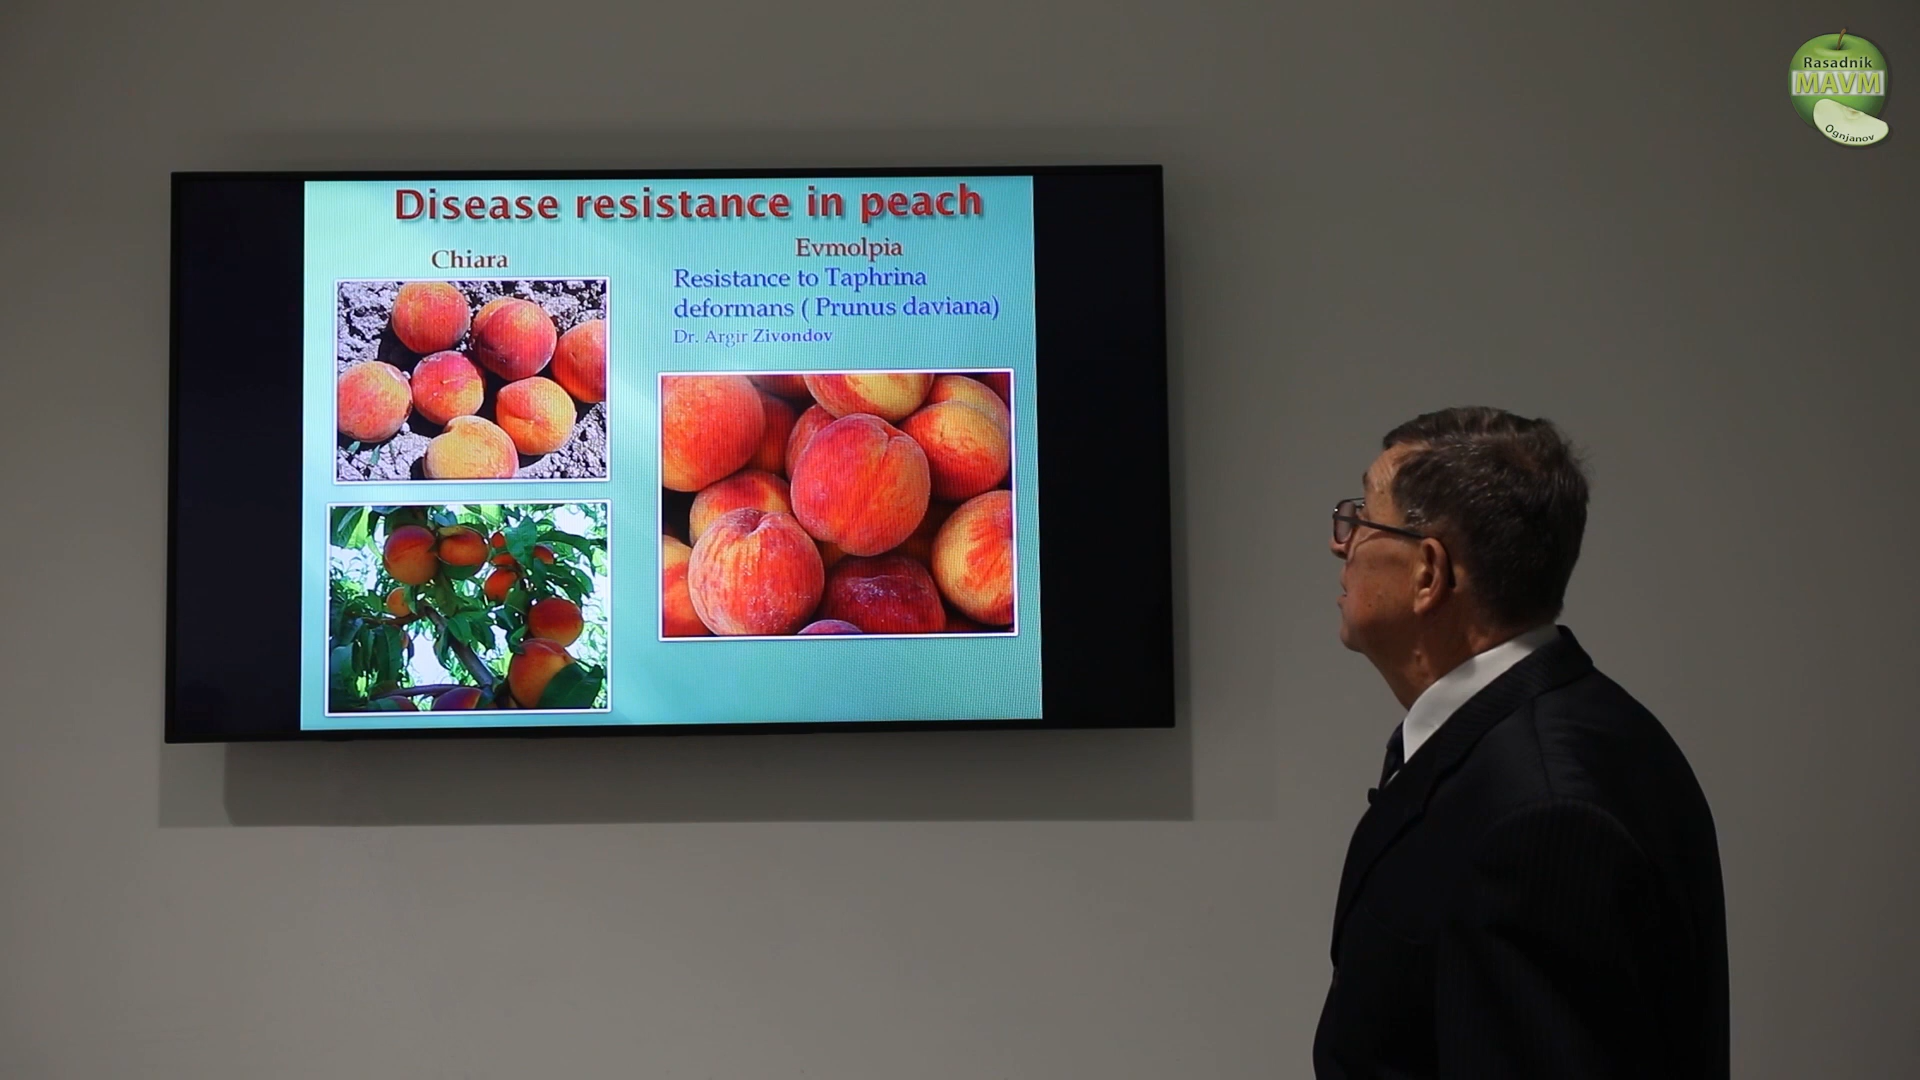 Disease resistance in peach
Chiara
Evmolpia
Resistance to Taphrina
deformans ( Prunus daviana)
Dr. Argir Zivondov
Rasadnik
MAVM
Ognjanov